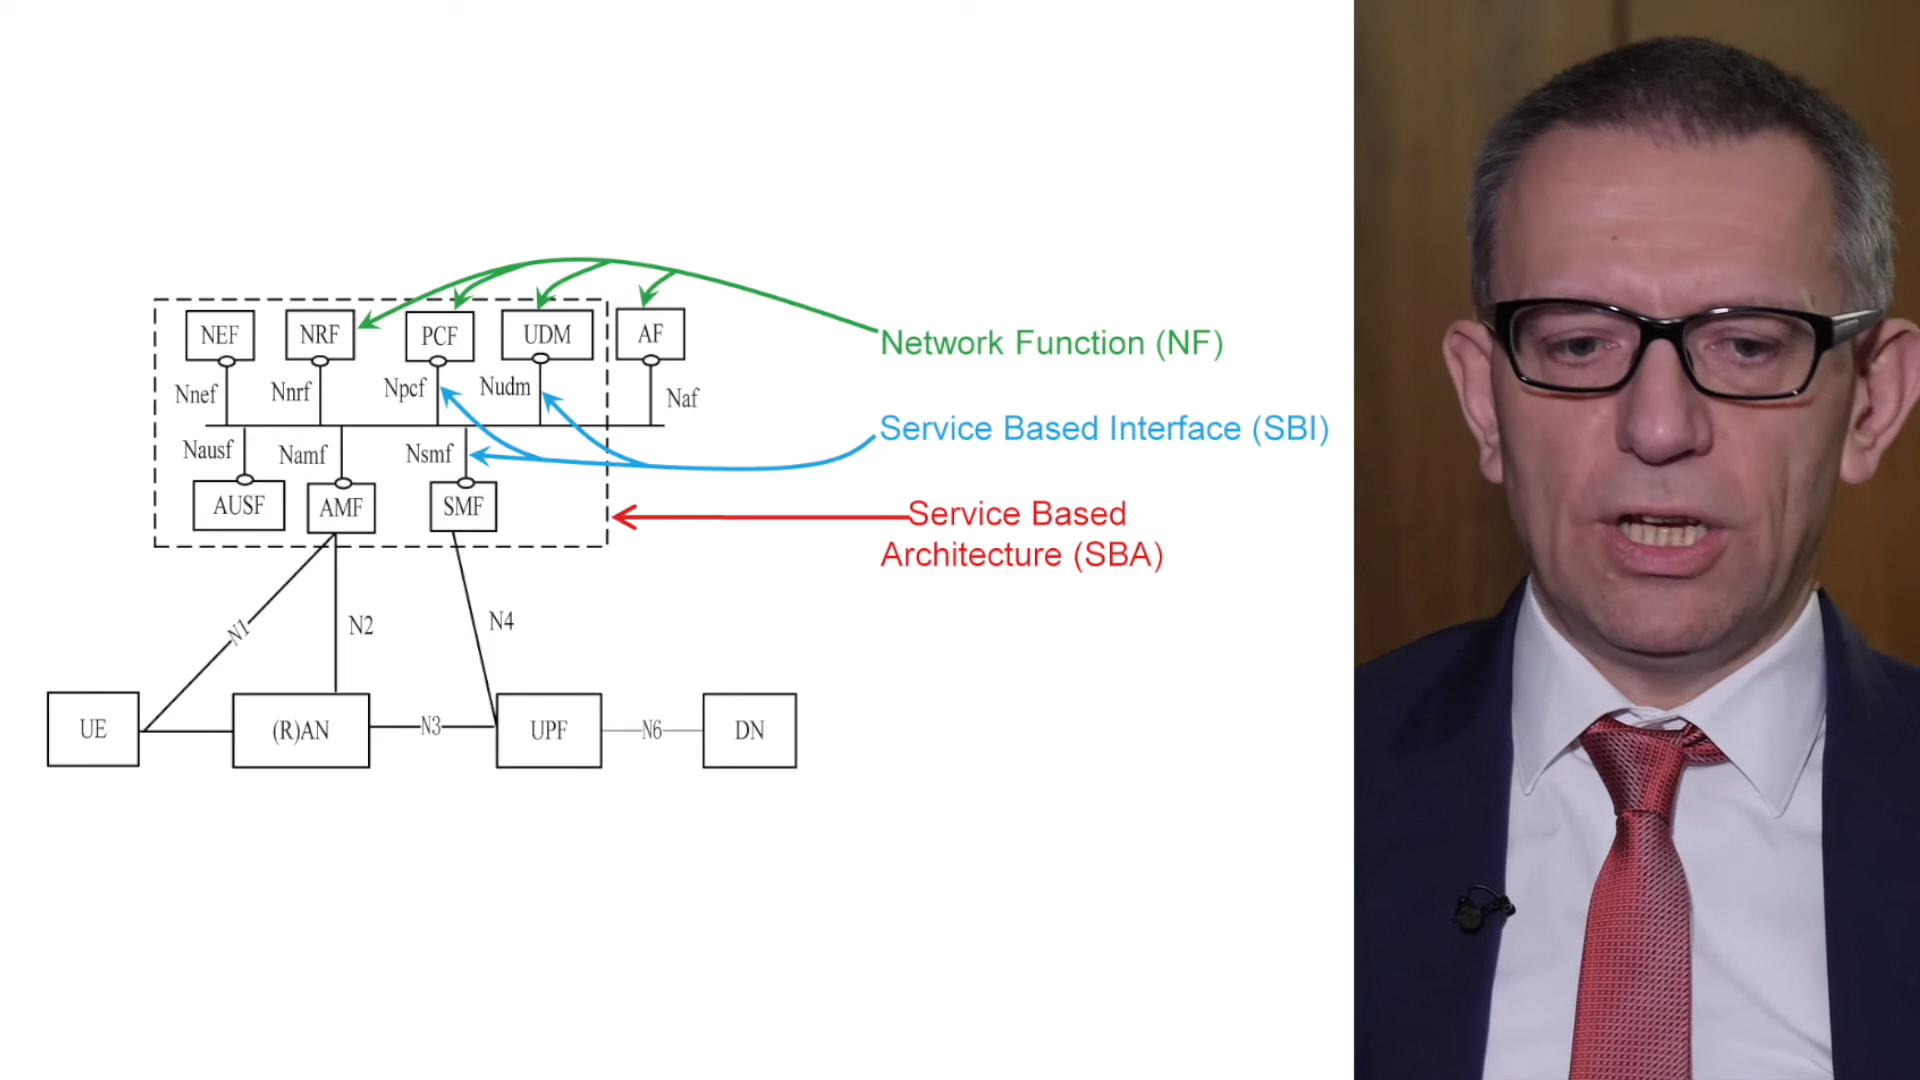 NEF
NRF
PCF
UDM
AF
Network Function (NF)
Nnef
Nnrf
Npcf
Nudm
Naf
Service Based Interface (SBI)
Nausf
Namf
Nsmf
AUSF
AMF
SMF
Service Based
Architecture (SBA)
N1
N2
N4
UE
(R)AN
N3
UPF
N6
DN